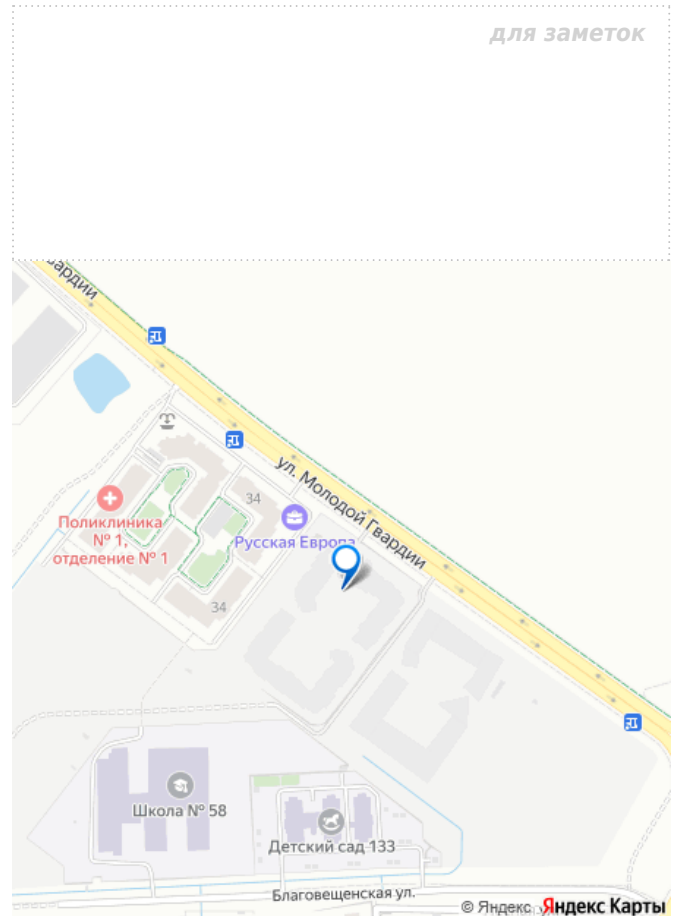 для заметок
вардии
34
ул. Молодой Гвардии
Поликлиника
№ 1,
отделение № 1
Русская Европа
34
Школа № 58
Детский сад 133
Благовещенская ул.
© Яндекс Яндекс Карты